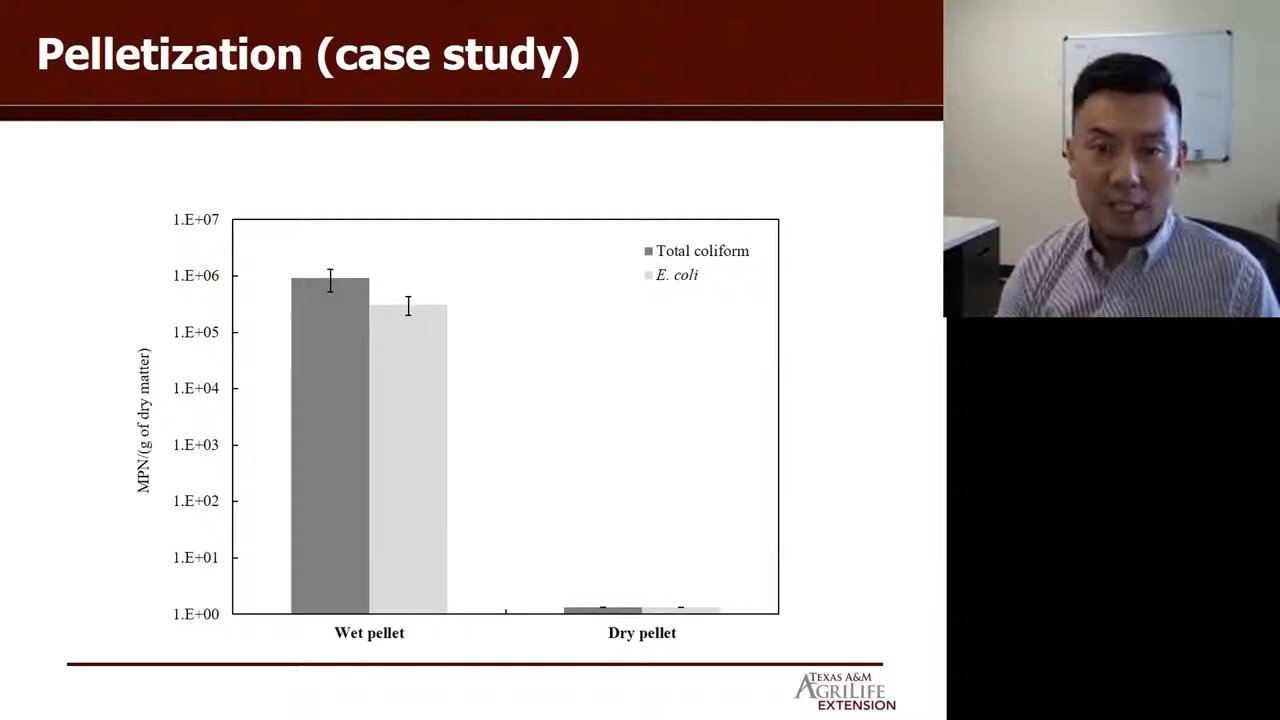 Pelletization (case study)
1.E+07
1.E+06
1.E+05
1.E+04
1.E+03
1.E+02
1.E+01
1.E+00
MPN/(g of dry matter)
Total coliform
E. coli
Wet pellet
Dry pellet
TEXAS A&M
AGRILIFE
EXTENSION